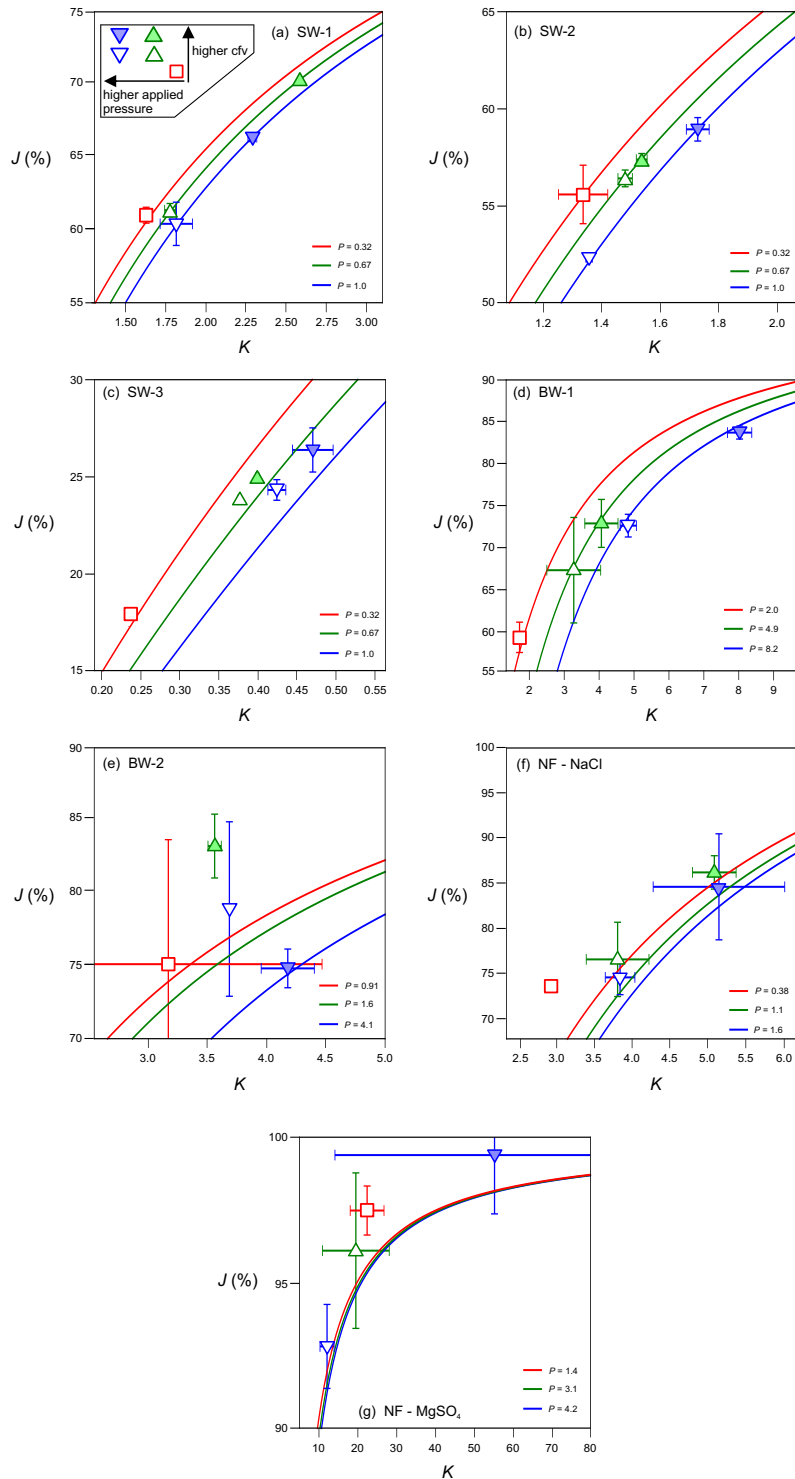 75
70
65
60
55
J (%)
(a) SW-1
higher cfv
higher applied
pressure
P = 0.32
P = 0.67
P = 1.0
1.50 1.75 2.00 2.25 2.50 2.75 3.00
K
65
60
55
50
J (%)
(b) SW-2
P = 0.32
P = 0.67
P = 1.0
1.2 1.4 1.6 1.8 2.0
K
30
25
20
15
J (%)
(c) SW-3
P = 0.32
P = 0.67
P = 1.0
0.20 0.25 0.30 0.35 0.40 0.45 0.50 0.55
K
90
85
80
75
70
65
60
55
J (%)
(d) BW-1
P = 2.0
P = 4.9
P = 8.2
2 3 4 5 6 7 8 9
K
90
85
80
75
70
J (%)
(e) BW-2
P = 0.91
P = 1.6
P = 4.1
3.0 3.5 4.0 4.5 5.0
K
100
95
90
85
80
75
70
J (%)
(f) NF - NaCl
P = 0.38
P = 1.1
P = 1.6
2.5 3.0 3.5 4.0 4.5 5.0 5.5 6.0
K
100
95
90
J (%)
P = 1.4
P = 3.1
P = 4.2
(g) NF - MgSO₄
10 20 30 40 50 60 70 80
K